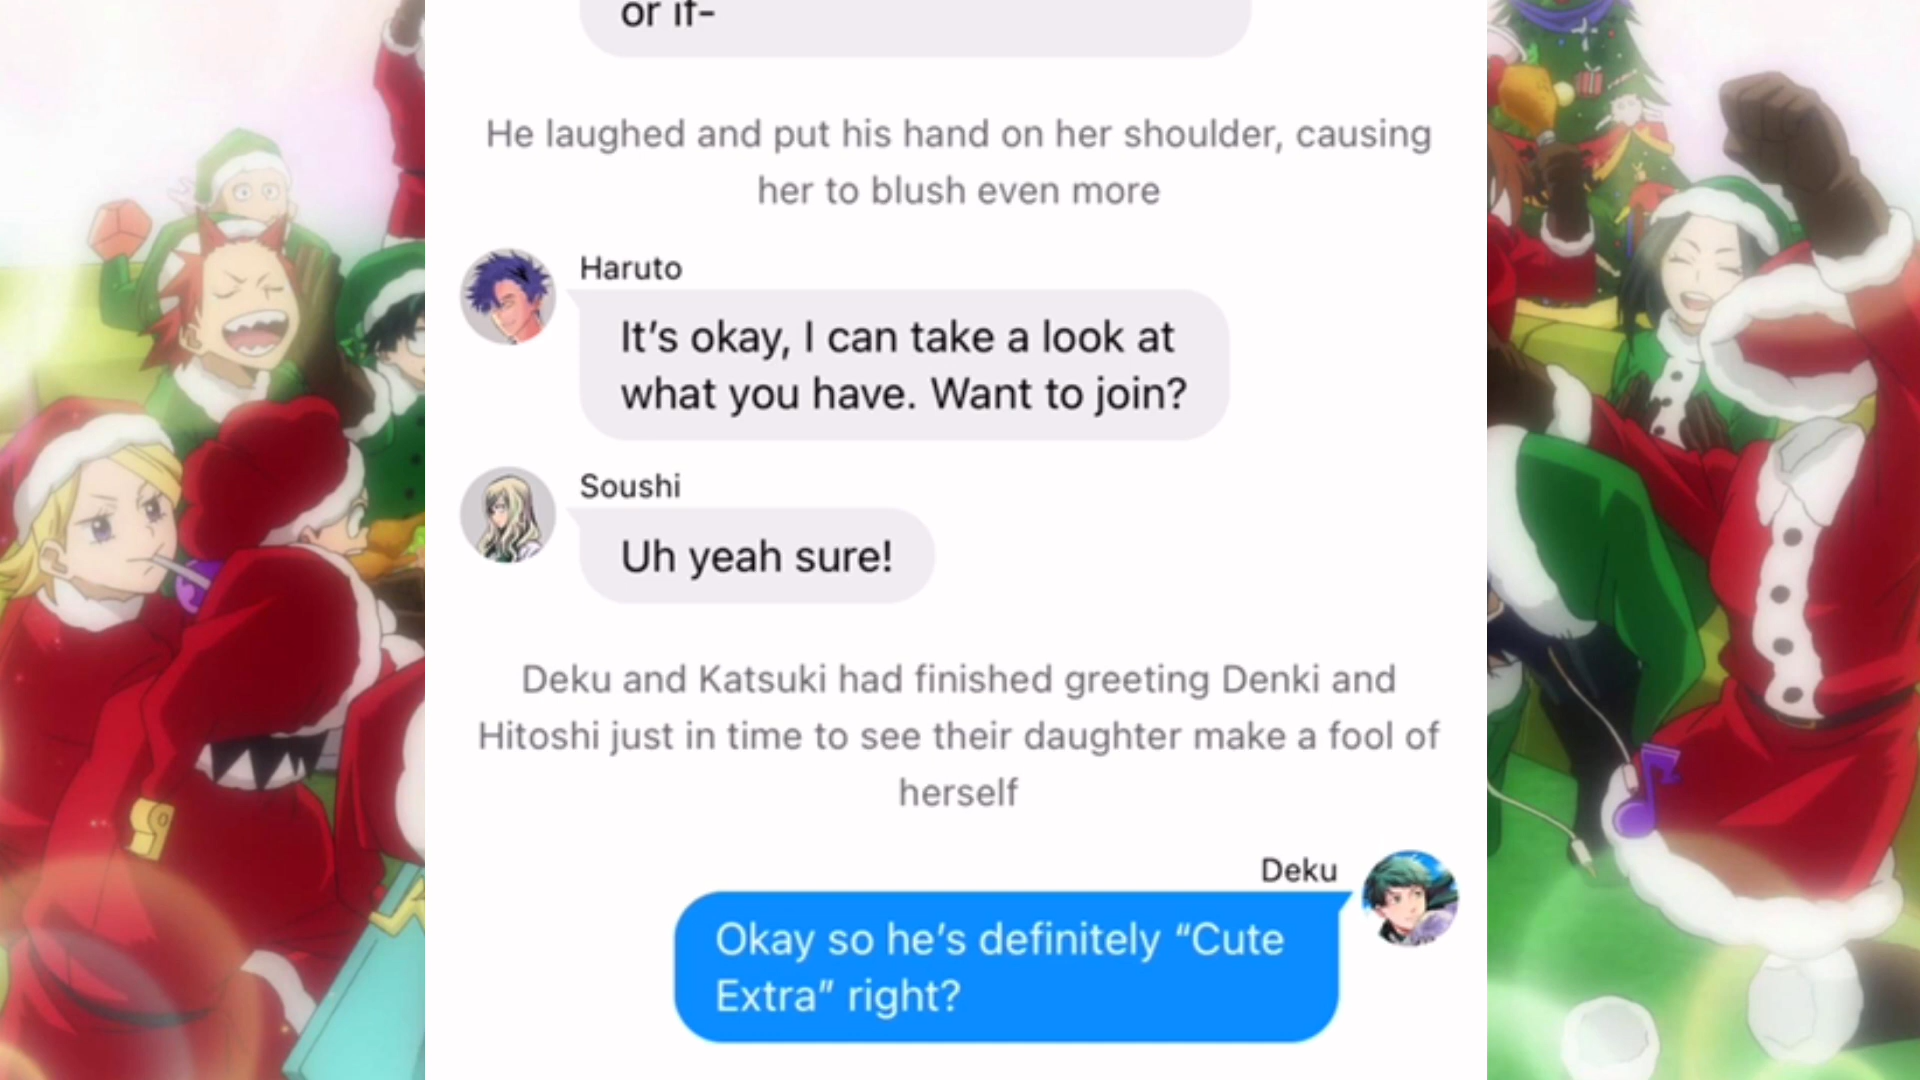 or if-
He laughed and put his hand on her shoulder, causing
her to blush even more
Haruto
It's okay, I can take a look at
what you have. Want to join?
Soushi
Uh yeah sure!
Deku and Katsuki had finished greeting Denki and
Hitoshi just in time to see their daughter make a fool of
herself
Deku
Okay so he's definitely “Cute
Extra” right?